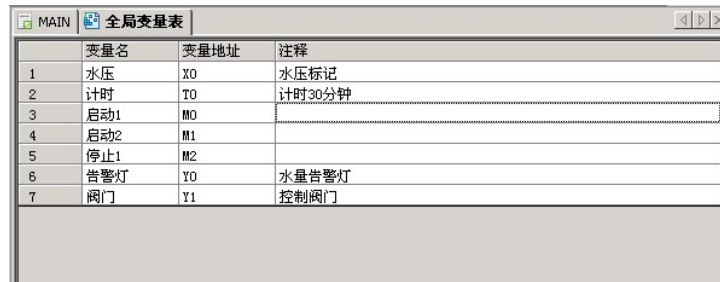 MAIN 全局变量表
变量名 变量地址 注释
1 水压 X0 水压标记
2 计时 T0 计时30分钟
3 启动1 M0
4 启动2 M1
5 停止1 M2
6 告警灯 Y0 水量告警灯
7 阀门 Y1 控制阀门